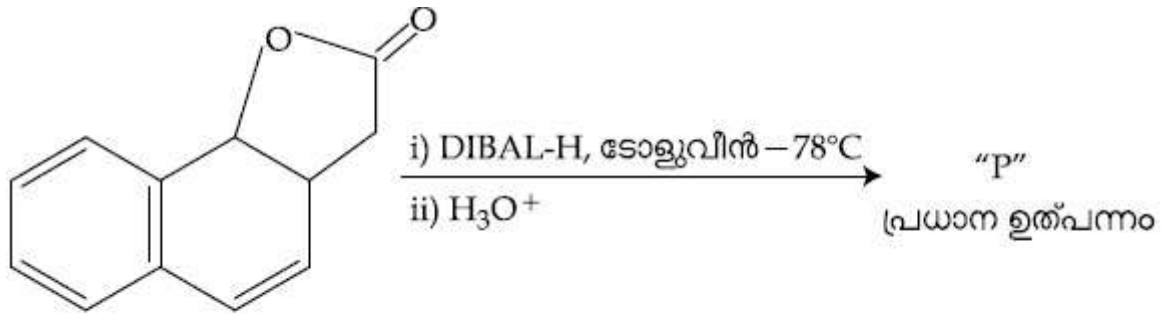 O
O
i) DIBAL-H, ടോളുവീൻ – 78°C
ii) H₃O⁺
“P”
പ്രധാന ഉത്പന്നം